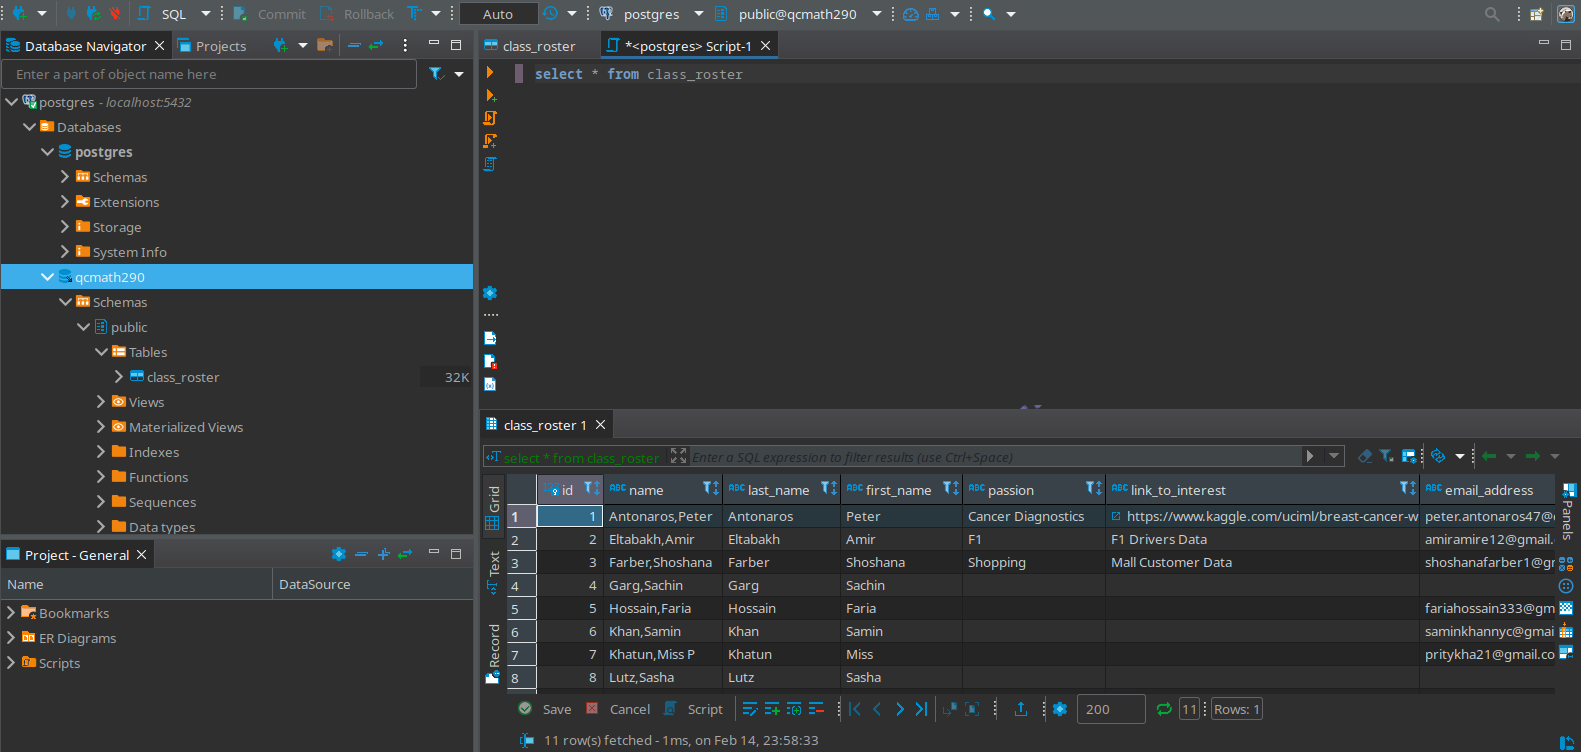 SQL Commit Rollback T Auto postgres public@qcmath290
Database Navigator Projects
Enter a part of object name here
postgres - localhost:5432
Databases
postgres
Schemas
Extensions
Storage
System Info
qcmath290
Schemas
public
Tables
class_roster 32K
Views
Materialized Views
Indexes
Functions
Sequences
Data types
Project - General
Name DataSource
Bookmarks
ER Diagrams
Scripts
class_roster *<postgres> Script-1
select * from class_roster
class_roster 1
select * from class_roster Enter a SQL expression to filter results (use Ctrl+Space)
Grid
Text
Record
Panels
id ABC name ABC last_name ABC first_name ABC passion ABC link_to_interest ABC email_address
1 1 Antonaros,Peter Antonaros Peter Cancer Diagnostics https://www.kaggle.com/uciml/breast-cancer-w peter.antonaros47@
2 2 Eltabakh,Amir Eltabakh Amir F1 F1 Drivers Data amiramire12@gmail.
3 3 Farber,Shoshana Farber Shoshana Shopping Mall Customer Data shoshanafarber1@gr
4 4 Garg,Sachin Garg Sachin
5 5 Hossain,Faria Hossain Faria fariahossain333@gm
6 6 Khan,Samin Khan Samin saminkhannyc@gmai
7 7 Khatun,Miss P Khatun Miss pritykha21@gmail.co
8 8 Lutz,Sasha Lutz Sasha
Save Cancel Script 200 11 Rows: 1
11 row(s) fetched - 1ms, on Feb 14, 23:58:33